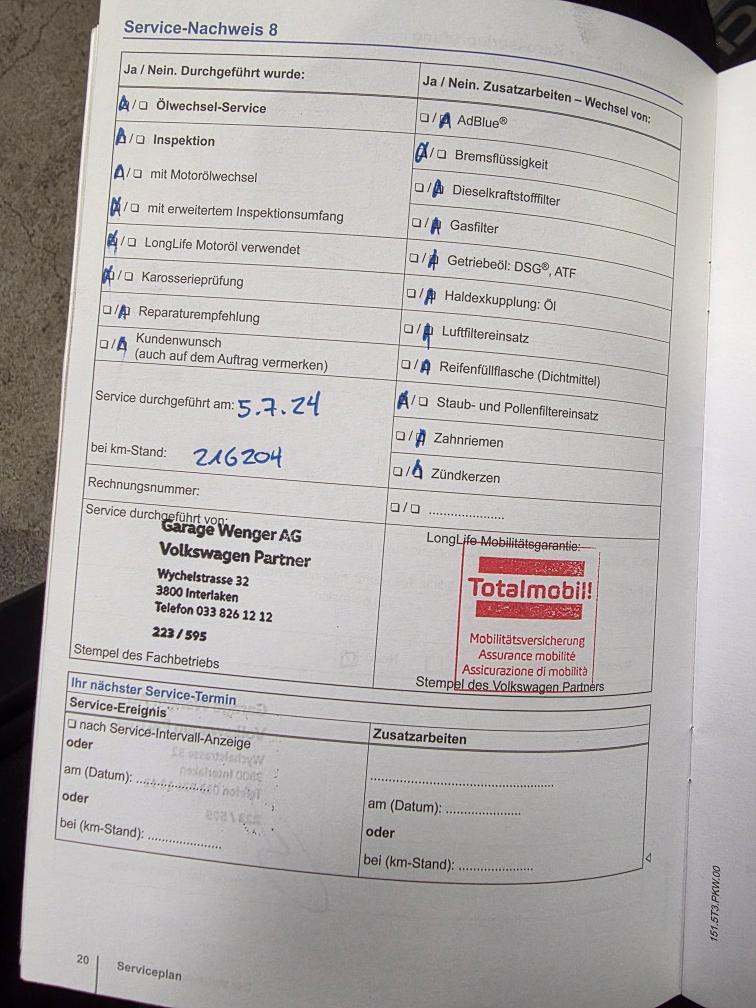 Service-Nachweis 8
Ja / Nein. Durchgeführt wurde:
❏ / ❏ Ölwechsel-Service
❏ / ❏ Inspektion
❏ / ❏ mit Motorölwechsel
❏ / ❏ mit erweitertem Inspektionsumfang
❏ / ❏ LongLife Motoröl verwendet
❏ / ❏ Karosserieprüfung
❏ / ❏ Reparaturempfehlung
❏ / ❏ Kundenwunsch
(auch auf dem Auftrag vermerken)
Service durchgeführt am: 5.7.24
bei km-Stand: 216204
Rechnungsnummer:
Service durchgeführt von:
Garage Wenger AG
Volkswagen Partner
Wychelstrasse 32
3800 Interlaken
Telefon 033 826 12 12
223 / 595
Stempel des Fachbetriebs
Ja / Nein. Zusatzarbeiten – Wechsel von:
❏ / ❏ AdBlue®
❏ / ❏ Bremsflüssigkeit
❏ / ❏ Dieselkraftstofffilter
❏ / ❏ Gasfilter
❏ / ❏ Getriebeöl: DSG®, ATF
❏ / ❏ Haldexkupplung: Öl
❏ / ❏ Luftfiltereinsatz
❏ / ❏ Reifenfüllflasche (Dichtmittel)
❏ / ❏ Staub- und Pollenfiltereinsatz
❏ / ❏ Zahnriemen
❏ / ❏ Zündkerzen
❏ / ❏ .....................
LongLife Mobilitätsgarantie:
Totalmobil!
Mobilitätsversicherung
Assurance mobilité
Assicurazione di mobilità
Stempel des Volkswagen Partners
Ihr nächster Service-Termin
Service-Ereignis
❏ nach Service-Intervall-Anzeige
oder
am (Datum): .....................
oder
bei (km-Stand): .....................
Zusatzarbeiten
.....................................................
am (Datum): .....................
oder
bei (km-Stand): .....................
20
Serviceplan
151.5T3.PKW.00